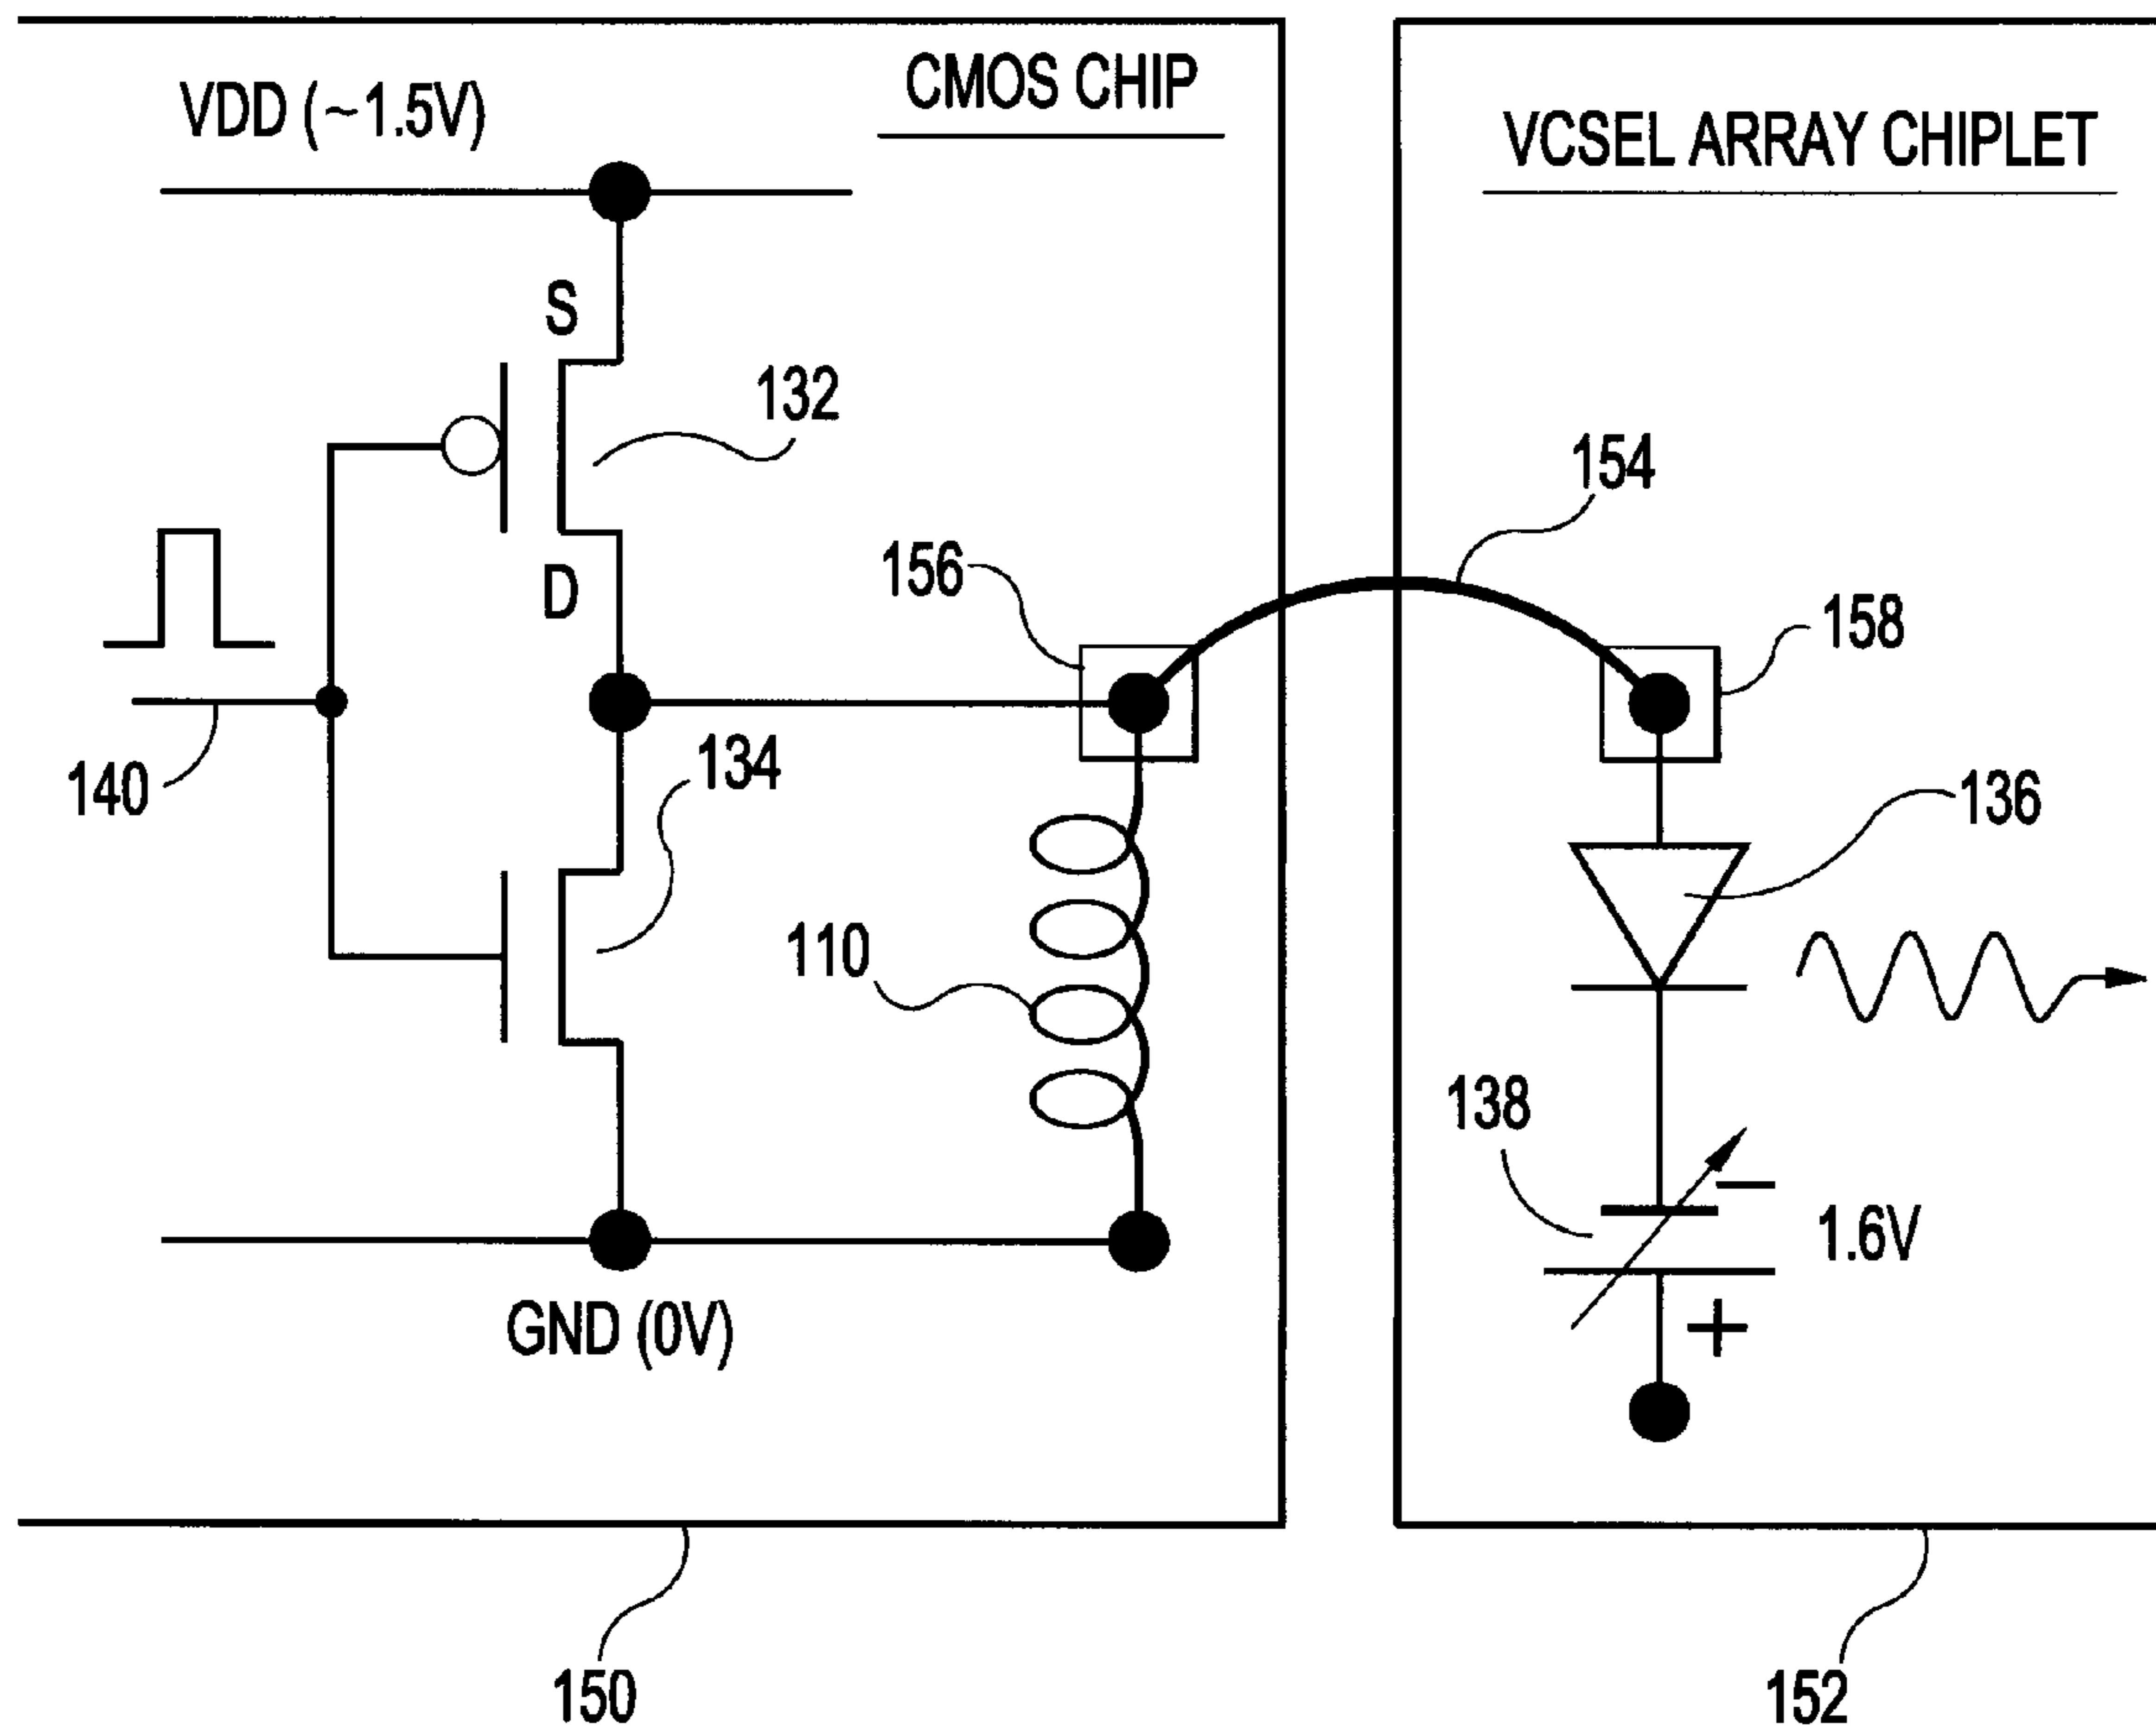 CMOS CHIP
VDD (~1.5V)
VCSEL ARRAY CHIPLET
S
132
154
156
D
158
134
140
136
110
138
−
1.6V
+
GND (0V)
150
152